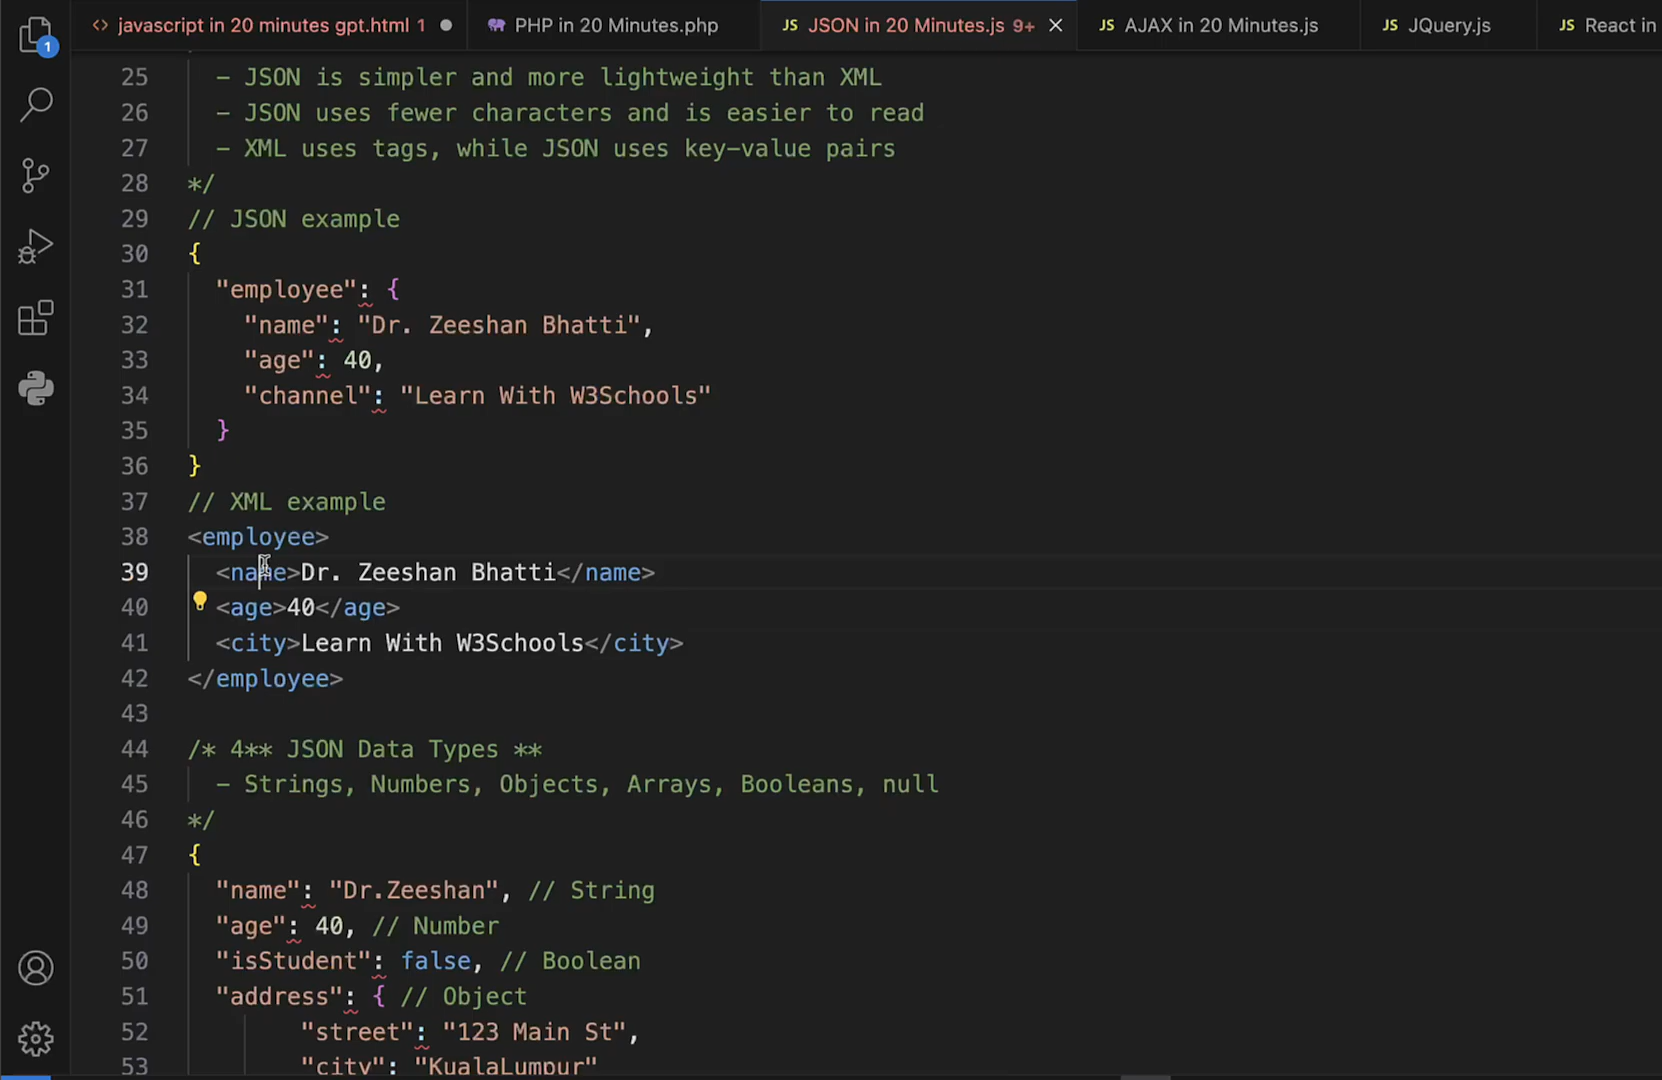 javascript in 20 minutes gpt.html 1
PHP in 20 Minutes.php
JS JSON in 20 Minutes.js 9+
JS AJAX in 20 Minutes.js
JS JQuery.js
JS React in
1
25 - JSON is simpler and more lightweight than XML
26 - JSON uses fewer characters and is easier to read
27 - XML uses tags, while JSON uses key-value pairs
28 */
29 // JSON example
30 {
31 "employee": {
32 "name": "Dr. Zeeshan Bhatti",
33 "age": 40,
34 "channel": "Learn With W3Schools"
35 }
36 }
37 // XML example
38 <employee>
39 <name>Dr. Zeeshan Bhatti</name>
40 <age>40</age>
41 <city>Learn With W3Schools</city>
42 </employee>
43
44 /* 4** JSON Data Types **
45 - Strings, Numbers, Objects, Arrays, Booleans, null
46 */
47 {
48 "name": "Dr.Zeeshan", // String
49 "age": 40, // Number
50 "isStudent": false, // Boolean
51 "address": { // Object
52 "street": "123 Main St",
53 "city": "KualaLumpur"